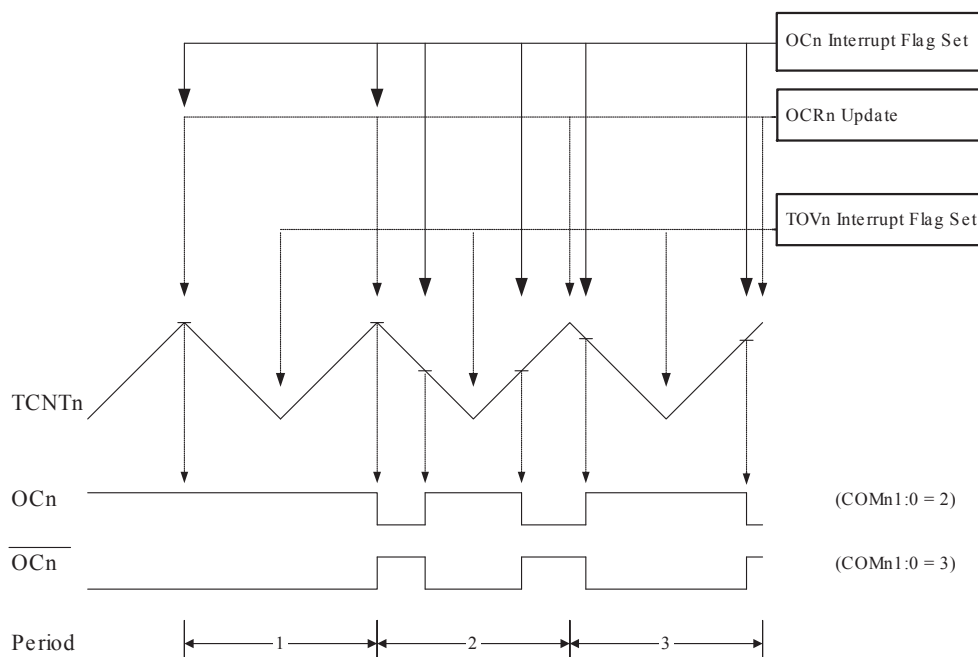 OCn Interrupt Flag Set
OCRn Update
TOVn Interrupt Flag Set
TCNTn
OCn
(COMn1:0 = 2)
OCn
(COMn1:0 = 3)
Period
1
2
3